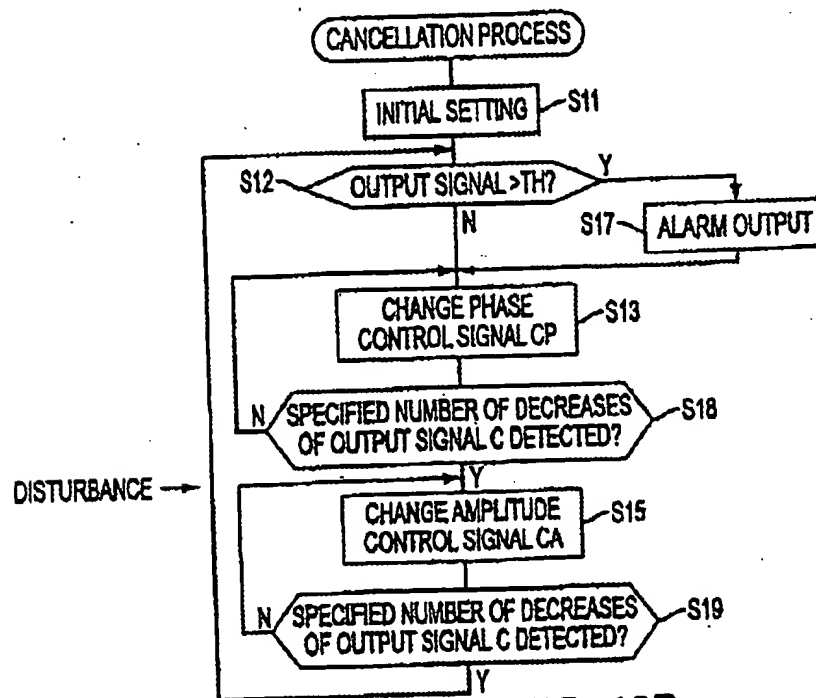 CANCELLATION PROCESS
INITIAL SETTING
S11
S12
OUTPUT SIGNAL >TH?
Y
N
S17
ALARM OUTPUT
CHANGE PHASE
CONTROL SIGNAL CP
S13
N
SPECIFIED NUMBER OF DECREASES
OF OUTPUT SIGNAL C DETECTED?
S18
Y
DISTURBANCE
CHANGE AMPLITUDE
CONTROL SIGNAL CA
S15
N
SPECIFIED NUMBER OF DECREASES
OF OUTPUT SIGNAL C DETECTED?
S19
Y